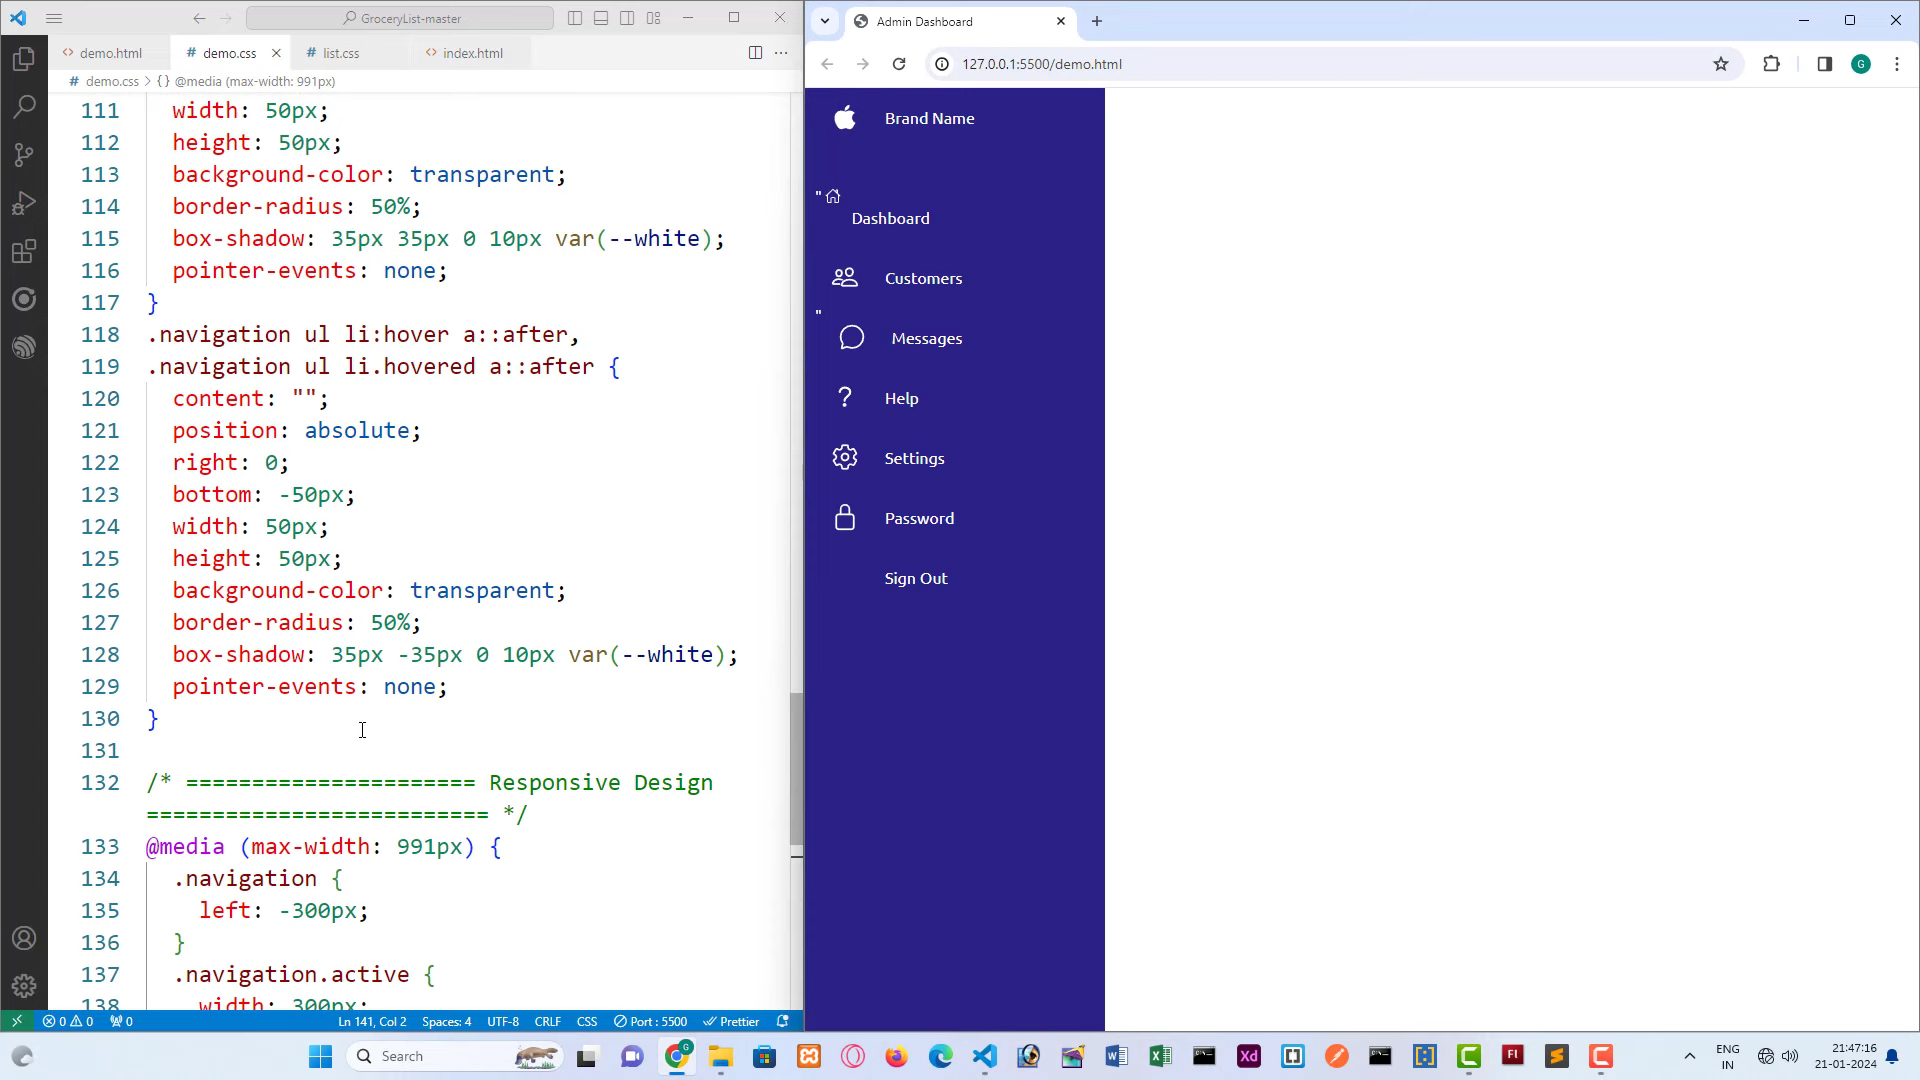 GroceryList-master
demo.html
demo.css
list.css
index.html
demo.css > {} @media (max-width: 991px)
111 width: 50px;
112 height: 50px;
113 background-color: transparent;
114 border-radius: 50%;
115 box-shadow: 35px 35px 0 10px var(--white);
116 pointer-events: none;
117 }
118 .navigation ul li:hover a::after,
119 .navigation ul li.hovered a::after {
120 content: "";
121 position: absolute;
122 right: 0;
123 bottom: -50px;
124 width: 50px;
125 height: 50px;
126 background-color: transparent;
127 border-radius: 50%;
128 box-shadow: 35px -35px 0 10px var(--white);
129 pointer-events: none;
130 }
131
132 /* ====================== Responsive Design
========================== */
133 @media (max-width: 991px) {
134 .navigation {
135 left: -300px;
136 }
137 .navigation.active {
138 width: 300px;
0 0 0 Ln 141, Col 2 Spaces: 4 UTF-8 CRLF CSS Port : 5500 Prettier
Admin Dashboard
127.0.0.1:5500/demo.html
G
Brand Name
"
Dashboard
Customers
"
Messages
Help
Settings
Password
Sign Out
Search
G
Xd
Fl
ENG
IN
21:47:16
21-01-2024